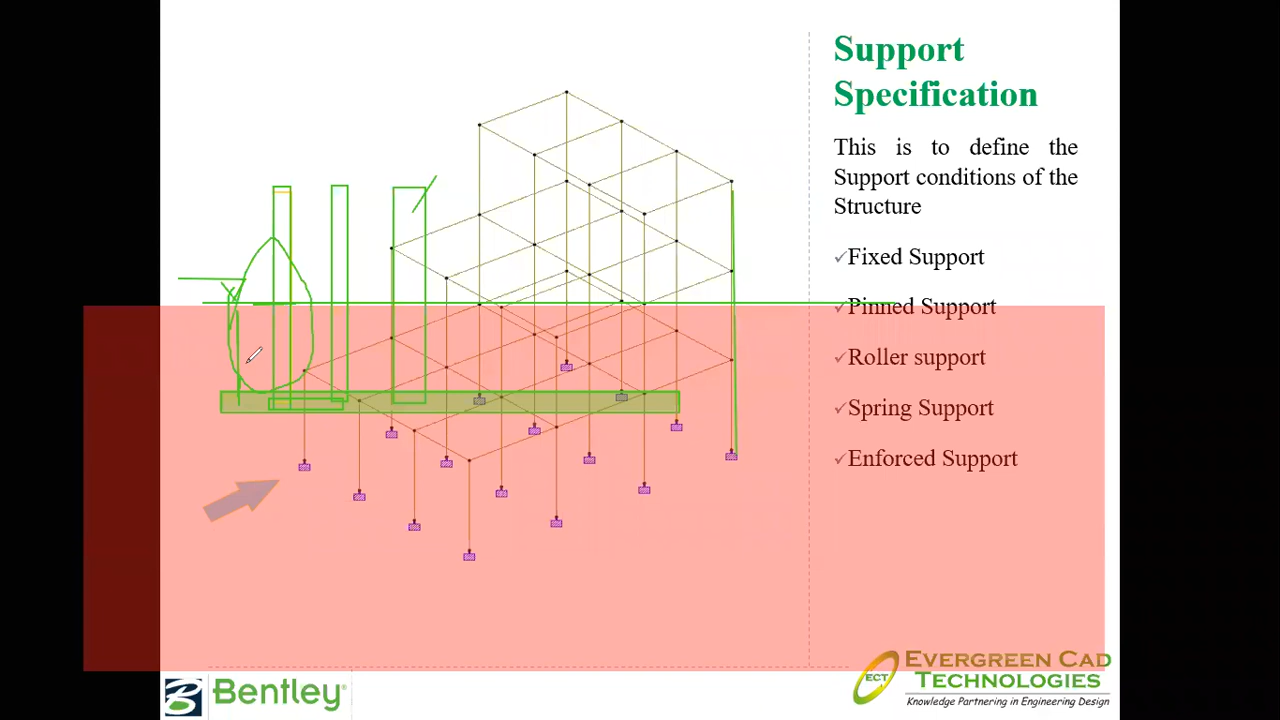 Support
Specification
This is to define the
Support conditions of the
Structure
✓Fixed Support
✓Pinned Support
✓Roller support
✓Spring Support
✓Enforced Support
Bentley®
ECT
EVERGREEN CAD
TECHNOLOGIES
Knowledge Partnering in Engineering Design